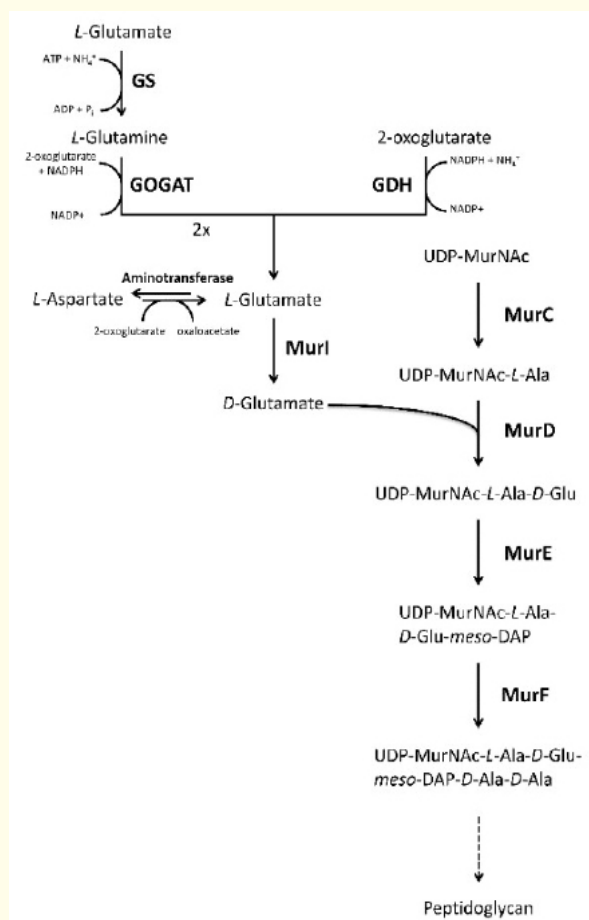 L-Glutamate
ATP + NH₄⁺
GS
ADP + Pᵢ
L-Glutamine
2-oxoglutarate
+ NADPH
GOGAT
NADP+
2-oxoglutarate
NADPH + NH₄⁺
GDH
NADP+
2x
Aminotransferase
L-Aspartate
L-Glutamate
2-oxoglutarate
oxaloacetate
MurI
D-Glutamate
UDP-MurNAc
MurC
UDP-MurNAc-L-Ala
MurD
UDP-MurNAc-L-Ala-D-Glu
MurE
UDP-MurNAc-L-Ala-
D-Glu-meso-DAP
MurF
UDP-MurNAc-L-Ala-D-Glu-
meso-DAP-D-Ala-D-Ala
Peptidoglycan